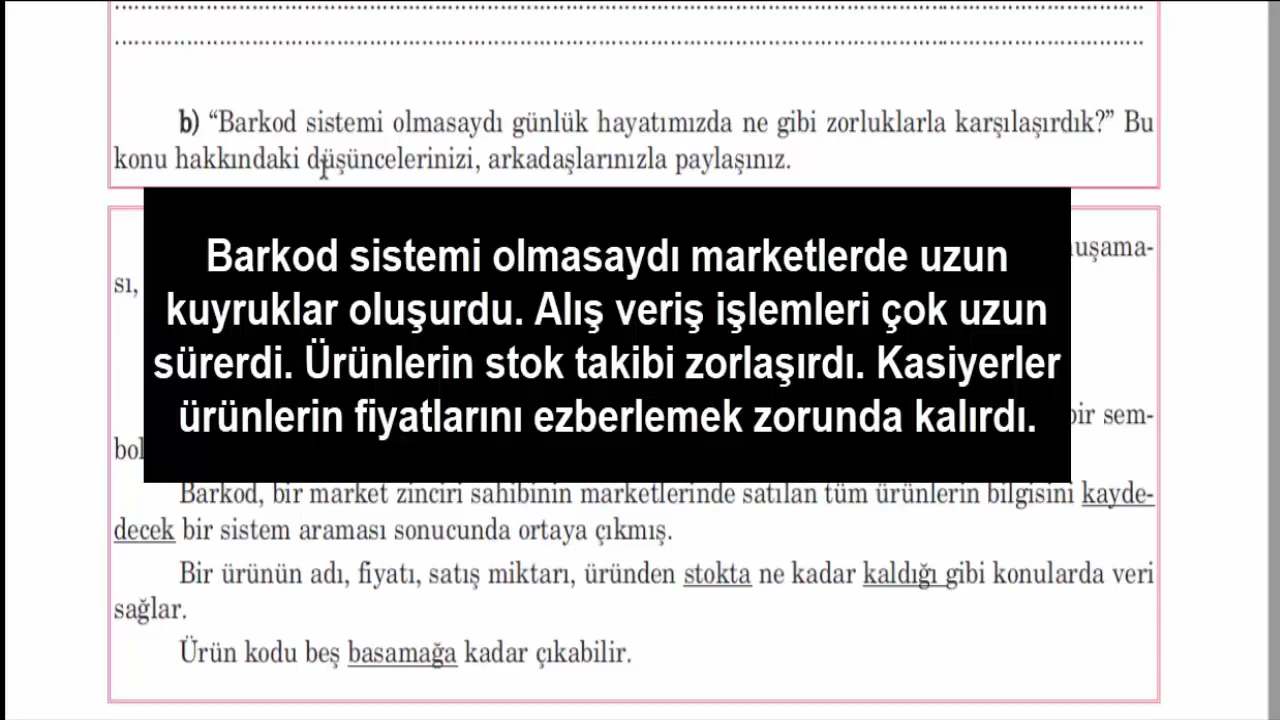 b) “Barkod sistemi olmasaydı günlük hayatımızda ne gibi zorluklarla karşılaşırdık?” Bu
konu hakkındaki düşüncelerinizi, arkadaşlarınızla paylaşınız.
Barkod sistemi olmasaydı marketlerde uzun
kuyruklar oluşurdu. Alış veriş işlemleri çok uzun
sürerdi. Ürünlerin stok takibi zorlaşırdı. Kasiyerler
ürünlerin fiyatlarını ezberlemek zorunda kalırdı.
sı,
bir sem-
Barkod, bir market zinciri sahibinin marketlerinde satılan tüm ürünlerin bilgisini kayde-
decek bir sistem araması sonucunda ortaya çıkmış.
Bir ürünün adı, fiyatı, satış miktarı, üründen stokta ne kadar kaldığı gibi konularda veri
sağlar.
Ürün kodu beş basamağa kadar çıkabilir.